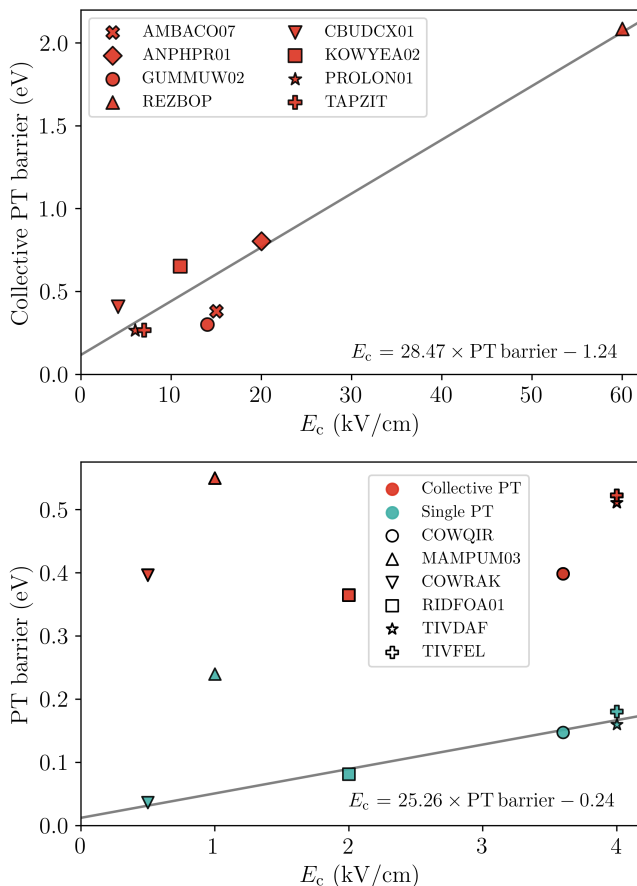 Collective PT barrier (eV)
2.0
1.5
1.0
0.5
0.0
AMBACO07
ANPHPR01
GUMMUW02
REZBOP
CBUDCX01
KOWYEA02
PROLON01
TAPZIT
E_c = 28.47 × PT barrier − 1.24
0 10 20 30 40 50 60
E_c (kV/cm)
PT barrier (eV)
0.5
0.4
0.3
0.2
0.1
0.0
Collective PT
Single PT
COWQIR
MAMPUM03
COWRAK
RIDFOA01
TIVDAF
TIVFEL
E_c = 25.26 × PT barrier − 0.24
0 1 2 3 4
E_c (kV/cm)